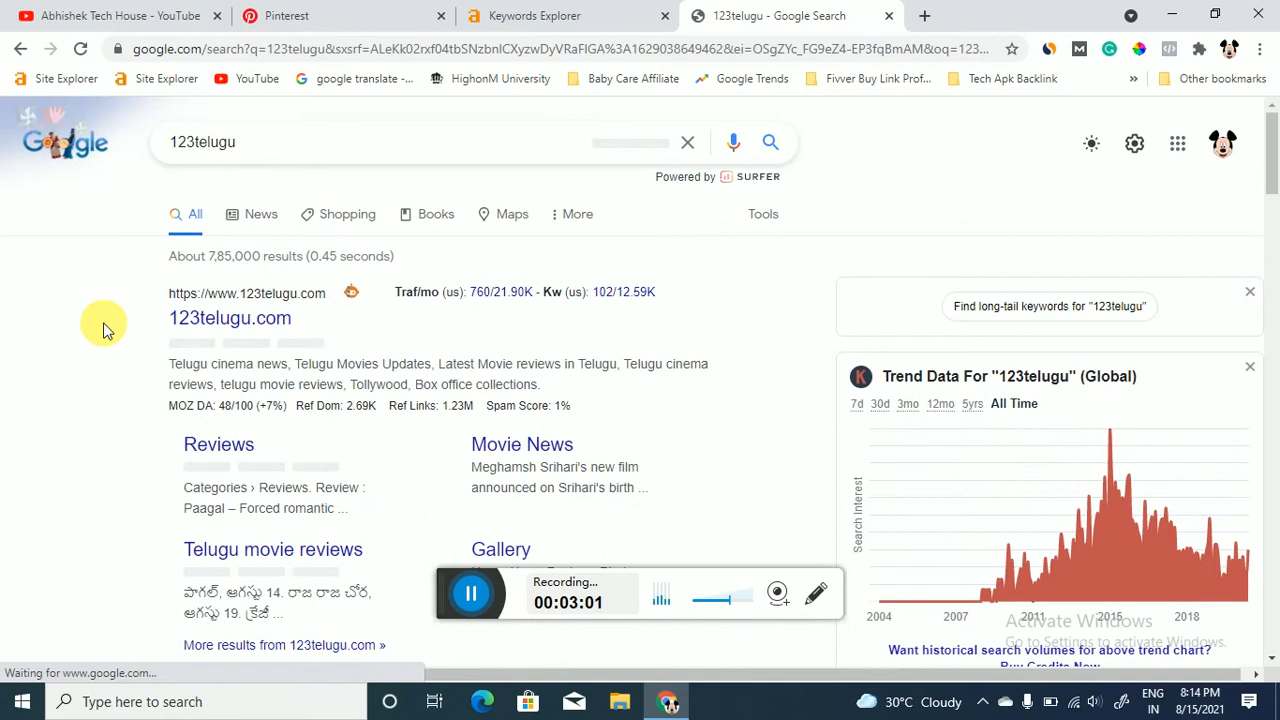 Abhishek Tech House - YouTube
Pinterest
Keywords Explorer
123telugu - Google Search
google.com/search?q=123telugu&sxsrf=ALeKk02rxf04tbSNzbnlCXyzwDyVRaFlGA%3A1629038649462&ei=OSgZYc_FG9eZ4-EP3fqBmAM&oq=123...
Site Explorer
Site Explorer
YouTube
google translate -...
HighonM University
Baby Care Affiliate
Google Trends
Fivver Buy Link Prof...
Tech Apk Backlink
»
Other bookmarks
Google
123telugu
Powered by SURFER
All
News
Shopping
Books
Maps
More
Tools
About 7,85,000 results (0.45 seconds)
https://www.123telugu.com
Traf/mo (us): 760/21.90K - Kw (us): 102/12.59K
123telugu.com
Telugu cinema news, Telugu Movies Updates, Latest Movie reviews in Telugu, Telugu cinema
reviews, telugu movie reviews, Tollywood, Box office collections.
MOZ DA: 48/100 (+7%) Ref Dom: 2.69K Ref Links: 1.23M Spam Score: 1%
Reviews
Categories › Reviews. Review :
Paagal – Forced romantic ...
Movie News
Meghamsh Srihari's new film
announced on Srihari's birth ...
Telugu movie reviews
పాగల్, ఆగస్టు 14. రాజ రాజ చోర,
ఆగస్టు 19. క్రేజీ ...
Gallery
More results from 123telugu.com »
Find long-tail keywords for "123telugu"
Trend Data For "123telugu" (Global)
7d 30d 3mo 12mo 5yrs All Time
Search Interest
2004 2007 2011 2015 2018
Want historical search volumes for above trend chart?
Buy Credits Now
Recording...
00:03:01
Activate Windows
Go to Settings to activate Windows.
Waiting for www.google.com...
Type here to search
30°C Cloudy
ENG
IN
8:14 PM
8/15/2021